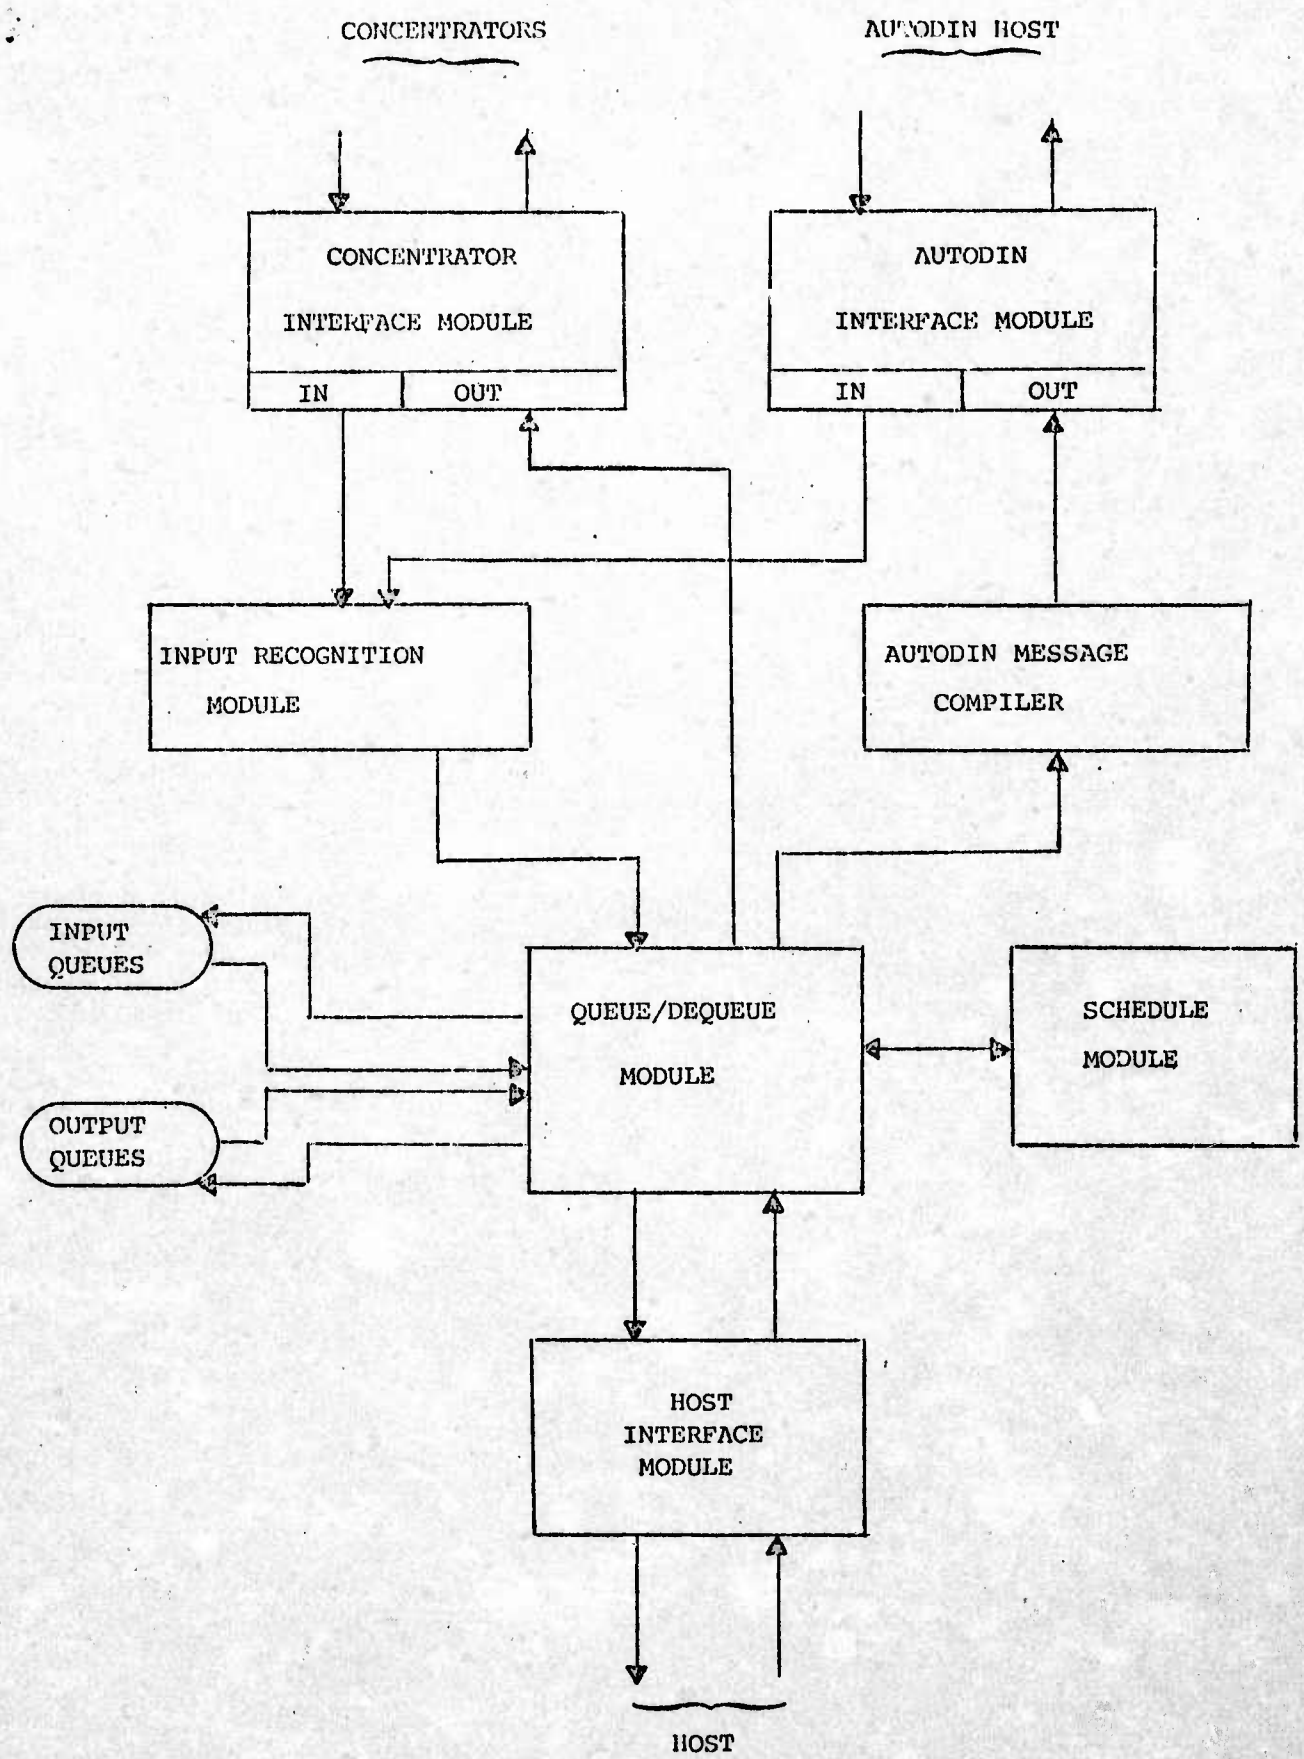 CONCENTRATORS
AUTODIN HOST
CONCENTRATOR
INTERFACE MODULE
IN
OUT
AUTODIN
INTERFACE MODULE
IN
OUT
INPUT RECOGNITION
MODULE
AUTODIN MESSAGE
COMPILER
INPUT
QUEUES
QUEUE/DEQUEUE
MODULE
SCHEDULE
MODULE
OUTPUT
QUEUES
HOST
INTERFACE
MODULE
HOST